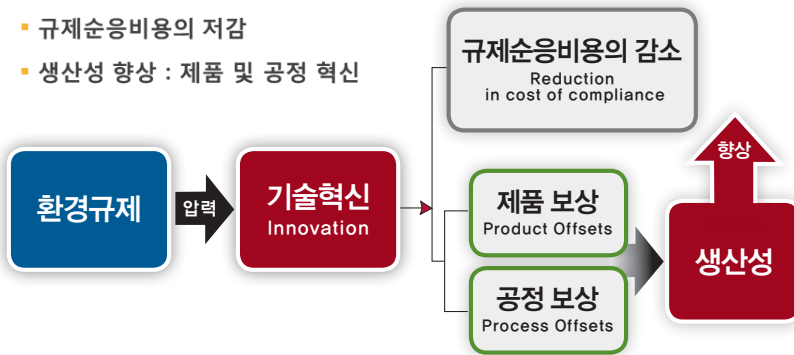 ▪ 규제순응비용의 저감
▪ 생산성 향상 : 제품 및 공정 혁신
규제순응비용의 감소
Reduction
in cost of compliance
환경규제
압력
기술혁신
Innovation
제품 보상
Product Offsets
공정 보상
Process Offsets
향상
생산성